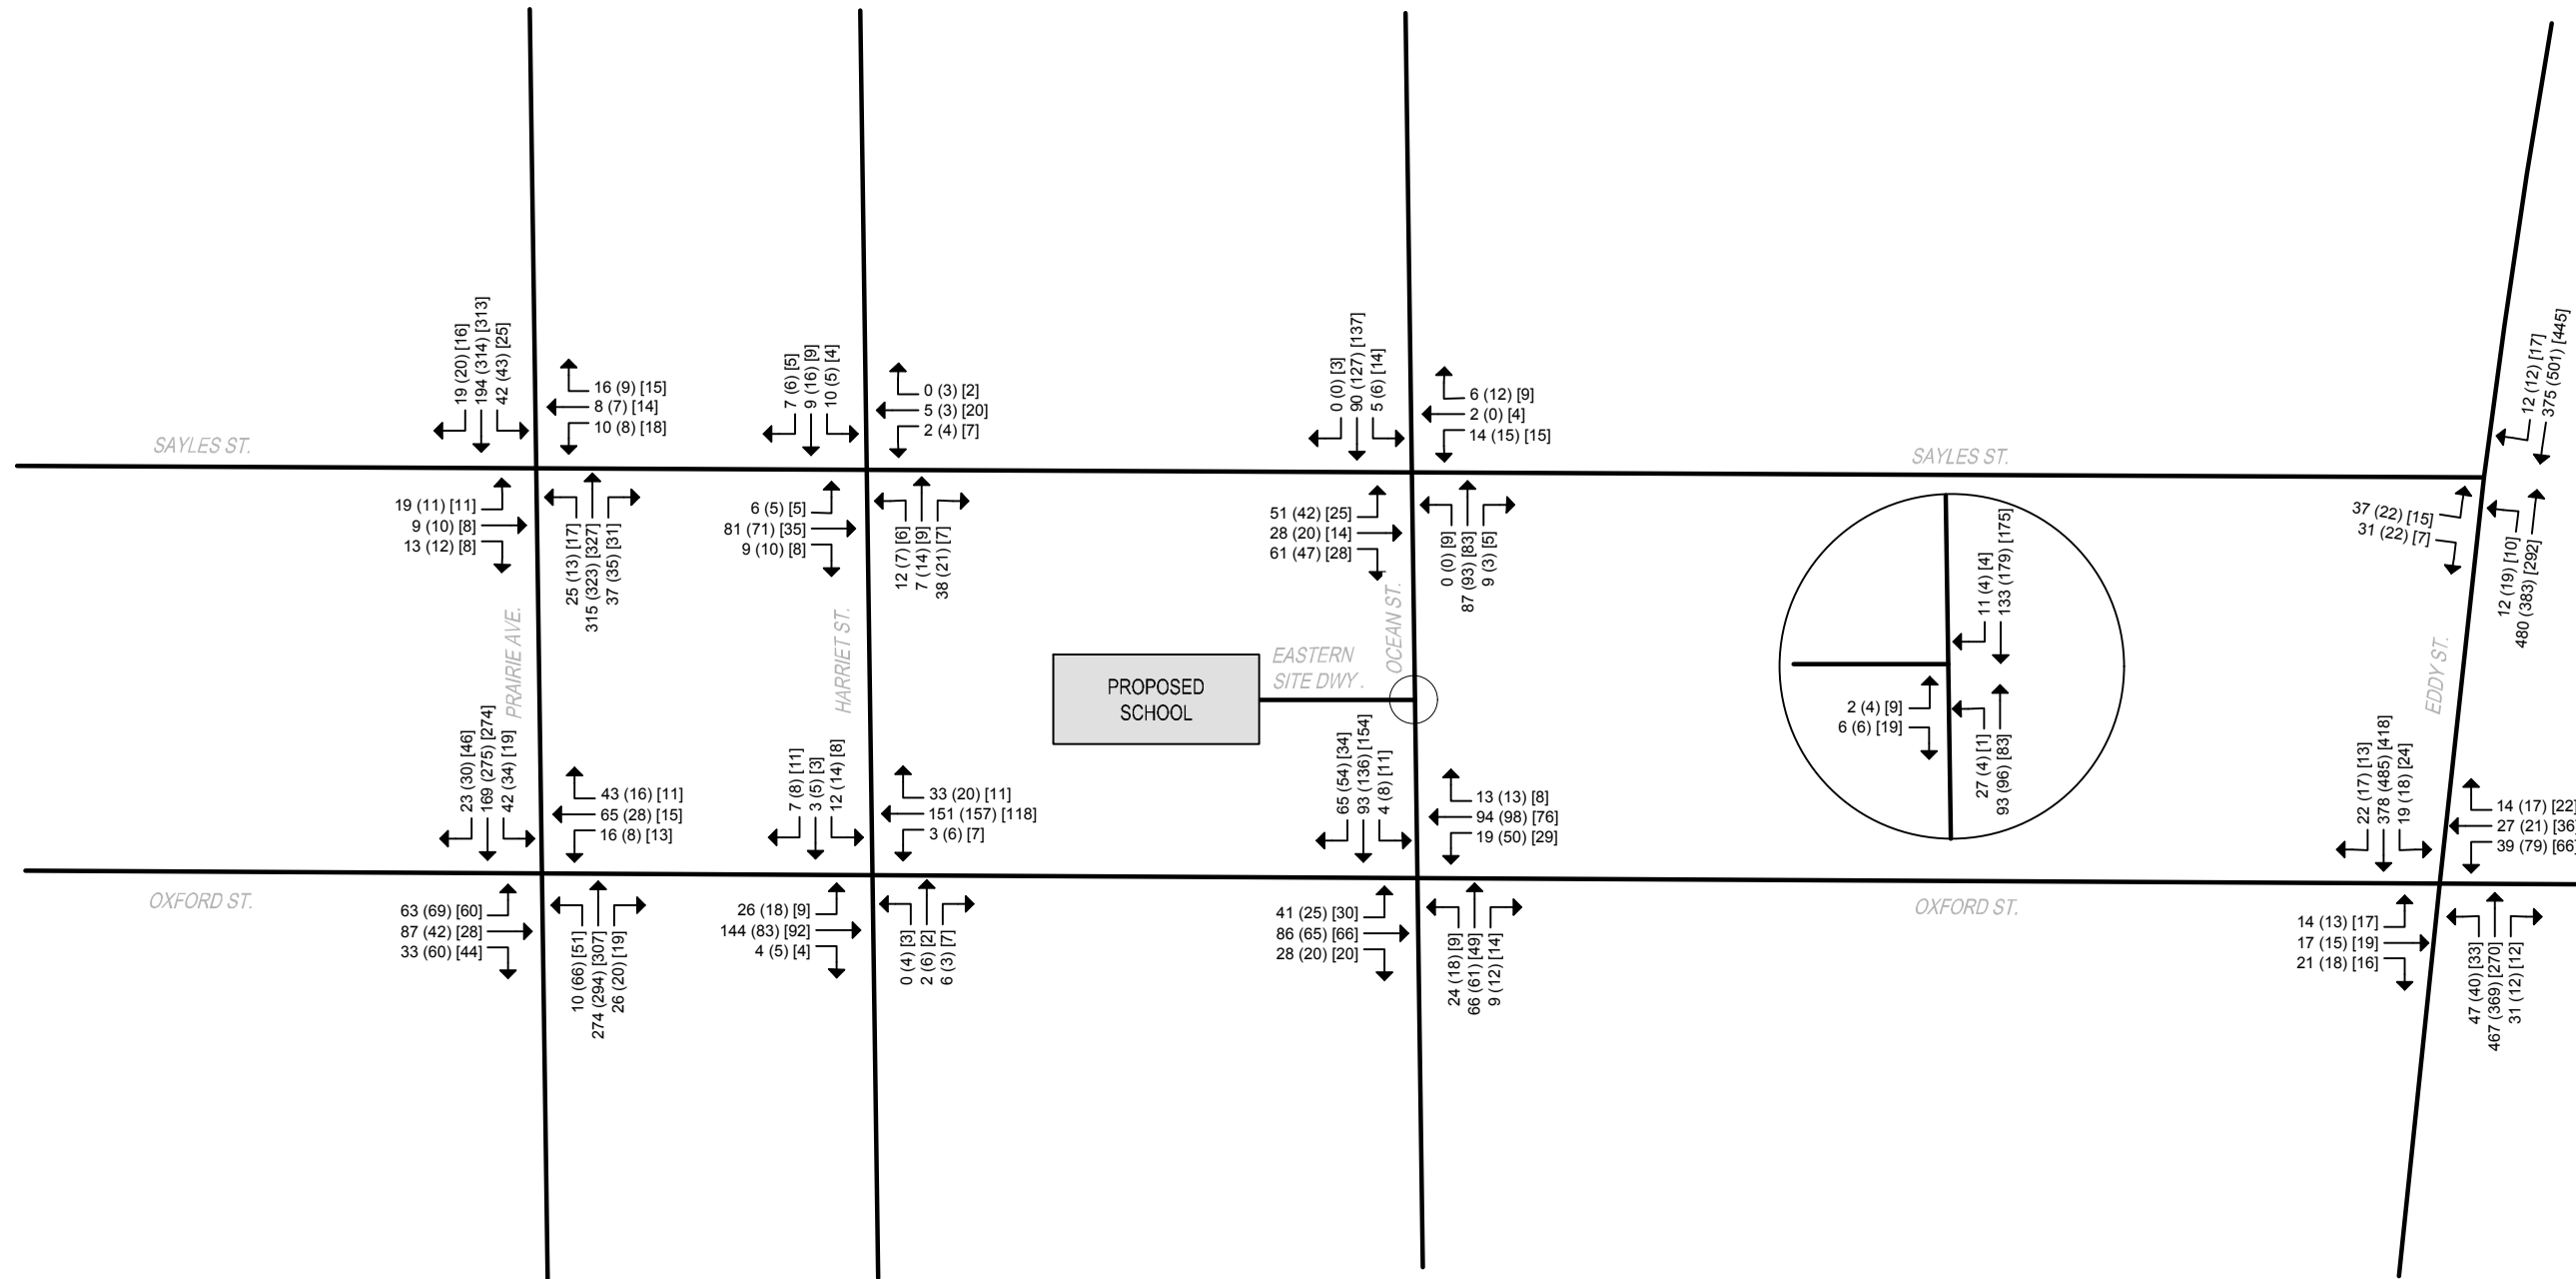 19 (20) [16]
194 (314) [313]
42 (43) [25]
16 (9) [15]
8 (7) [14]
10 (8) [18]
7 (6) [5]
9 (16) [9]
10 (5) [4]
0 (3) [2]
5 (3) [20]
2 (4) [7]
0 (0) [3]
90 (127) [137]
5 (6) [14]
6 (12) [9]
2 (0) [4]
14 (15) [15]
12 (12) [17]
375 (501) [445]
SAYLES ST.
SAYLES ST.
19 (11) [11]
9 (10) [8]
13 (12) [8]
25 (13) [17]
315 (323) [327]
37 (35) [31]
6 (5) [5]
81 (71) [35]
9 (10) [8]
12 (7) [6]
7 (14) [9]
38 (21) [7]
51 (42) [25]
28 (20) [14]
61 (47) [28]
0 (0) [9]
87 (93) [83]
9 (3) [5]
37 (22) [15]
31 (22) [7]
12 (19) [10]
480 (383) [292]
PRAIRIE AVE.
HARRIET ST.
OCEAN ST.
EDDY ST.
PROPOSED
SCHOOL
EASTERN
SITE DWY .
11 (4) [4]
133 (179) [175]
2 (4) [9]
6 (6) [19]
27 (4) [1]
93 (96) [83]
23 (30) [46]
169 (275) [274]
42 (34) [19]
43 (16) [11]
65 (28) [15]
16 (8) [13]
7 (8) [11]
3 (5) [3]
12 (14) [8]
33 (20) [11]
151 (157) [118]
3 (6) [7]
65 (54) [34]
93 (136) [154]
4 (8) [11]
13 (13) [8]
94 (98) [76]
19 (50) [29]
22 (17) [13]
378 (485) [418]
19 (18) [24]
14 (17) [22]
27 (21) [36]
39 (79) [66]
OXFORD ST.
OXFORD ST.
63 (69) [60]
87 (42) [28]
33 (60) [44]
10 (66) [51]
274 (294) [307]
26 (20) [19]
26 (18) [9]
144 (83) [92]
4 (5) [4]
0 (4) [3]
2 (6) [2]
6 (3) [7]
41 (25) [30]
86 (65) [66]
28 (20) [20]
24 (18) [9]
66 (61) [49]
9 (12) [14]
14 (13) [17]
17 (15) [19]
21 (18) [16]
47 (40) [33]
467 (369) [270]
31 (12) [12]